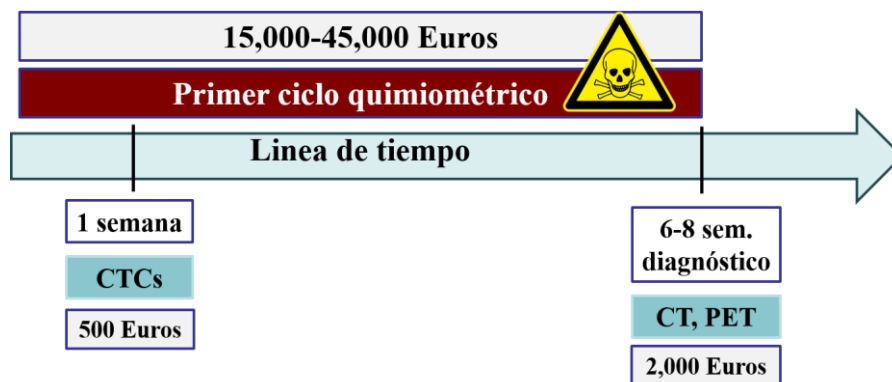 15,000-45,000 Euros
Primer ciclo quimiométrico
Linea de tiempo
1 semana
CTCs
500 Euros
6-8 sem.
diagnóstico
CT, PET
2,000 Euros